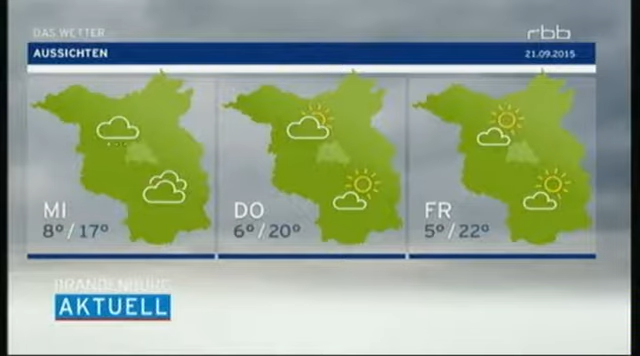 DAS WETTER
rbb
AUSSICHTEN
21.09.2015
MI
8°/17°
DO
6°/20°
FR
5°/22°
BRANDENBURG
AKTUELL